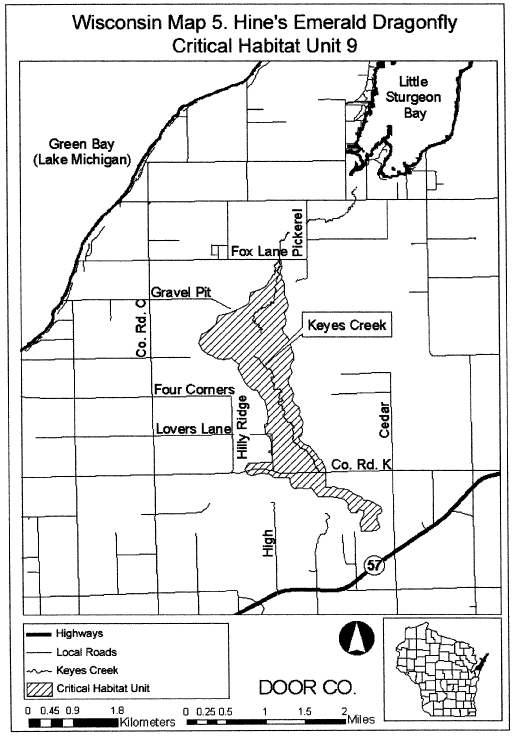 Wisconsin Map 5. Hine's Emerald Dragonfly
Critical Habitat Unit 9
Little
Sturgeon
Bay
Green Bay
(Lake Michigan)
Pickerel
Fox Lane
Gravel Pit
Co. Rd. C
Keyes Creek
Four Corners
Hilly Ridge
Cedar
Lovers Lane
Co. Rd. K
High
57
Highways
Local Roads
Keyes Creek
Critical Habitat Unit
DOOR CO.
0 0.45 0.9 1.8
Kilometers
0 0.25 0.5 1 1.5 2
Miles